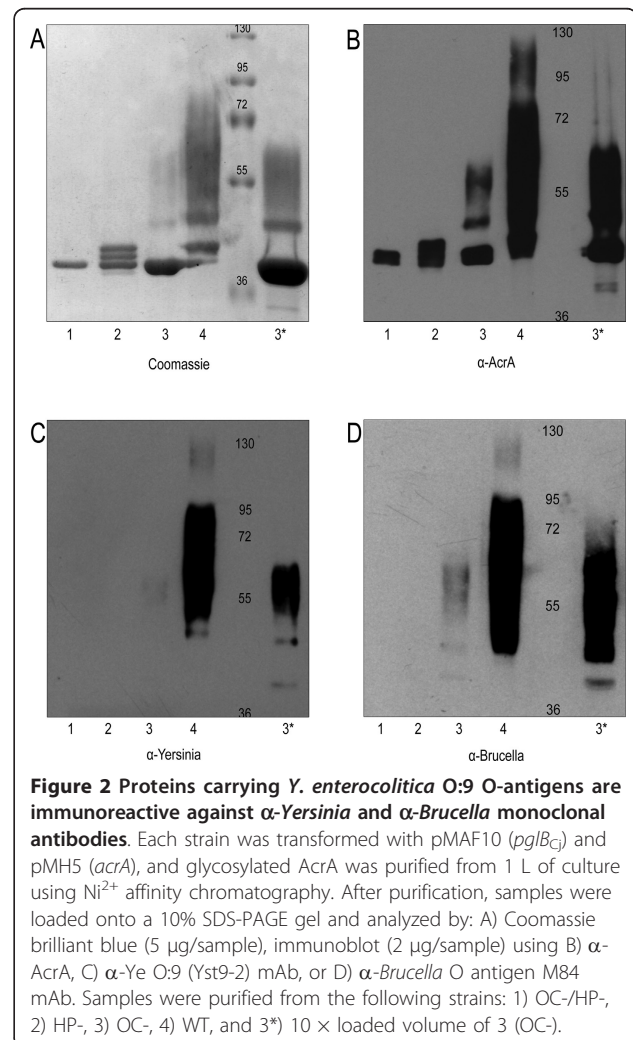 A
130
95
72
55
36
1 2 3 4 3*
Coomassie
B
130
95
72
55
36
1 2 3 4 3*
α-AcrA
C
130
95
72
55
36
1 2 3 4 3*
α-Yersinia
D
130
95
72
55
36
1 2 3 4 3*
α-Brucella
Figure 2 Proteins carrying Y. enterocolitica O:9 O-antigens are
immunoreactive against α-Yersinia and α-Brucella monoclonal
antibodies. Each strain was transformed with pMAF10 (pglBCj) and
pMH5 (acrA), and glycosylated AcrA was purified from 1 L of culture
using Ni2+ affinity chromatography. After purification, samples were
loaded onto a 10% SDS-PAGE gel and analyzed by: A) Coomassie
brilliant blue (5 μg/sample), immunoblot (2 μg/sample) using B) α-
AcrA, C) α-Ye O:9 (Yst9-2) mAb, or D) α-Brucella O antigen M84
mAb. Samples were purified from the following strains: 1) OC-/HP-,
2) HP-, 3) OC-, 4) WT, and 3*) 10 × loaded volume of 3 (OC-).